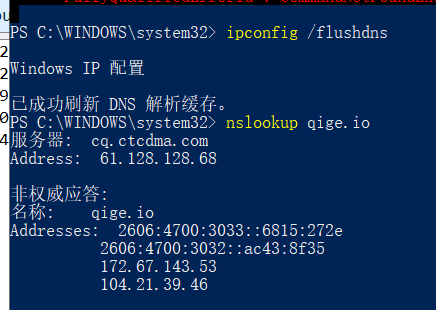 PS C:\WINDOWS\system32> ipconfig /flushdns
Windows IP 配置
已成功刷新 DNS 解析缓存。
PS C:\WINDOWS\system32> nslookup qige.io
服务器:  cq.ctcdma.com
Address:  61.128.128.68
非权威应答:
名称:    qige.io
Addresses:  2606:4700:3033::6815:272e
2606:4700:3032::ac43:8f35
172.67.143.53
104.21.39.46